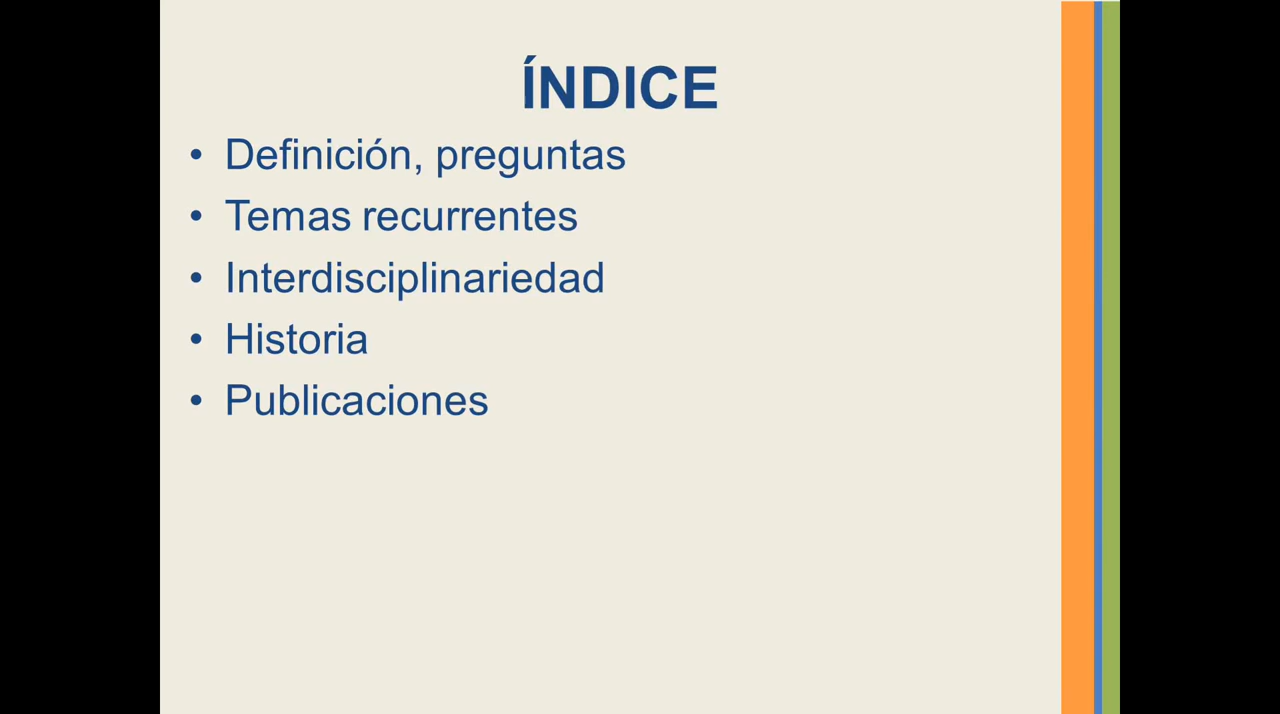 ÍNDICE
• Definición, preguntas
• Temas recurrentes
• Interdisciplinariedad
• Historia
• Publicaciones